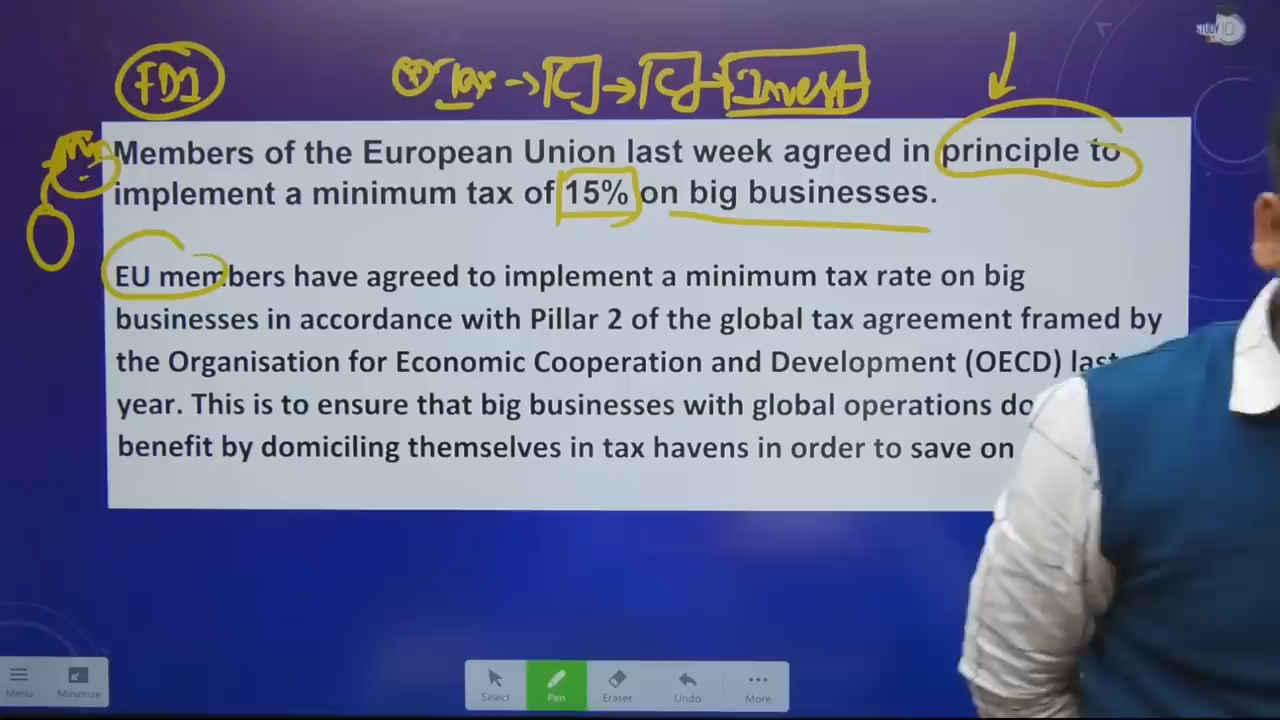 STUDY IQ
FDI
Tax → [C] → [C] → Invest
Members of the European Union last week agreed in principle to
implement a minimum tax of 15% on big businesses.
EU members have agreed to implement a minimum tax rate on big
businesses in accordance with Pillar 2 of the global tax agreement framed by
the Organisation for Economic Cooperation and Development (OECD) last
year. This is to ensure that big businesses with global operations do
benefit by domiciling themselves in tax havens in order to save on
Menu Minimize Select Pen Eraser Undo More